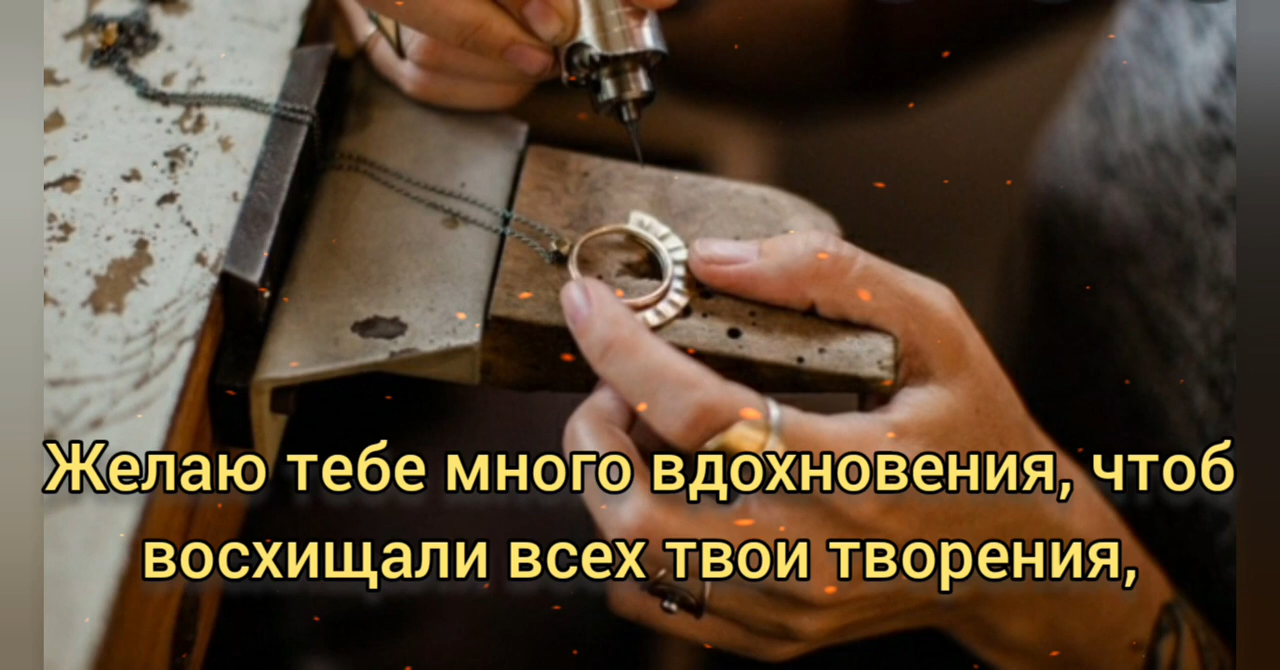 Желаю тебе много вдохновения, чтоб
восхищали всех твои творения,